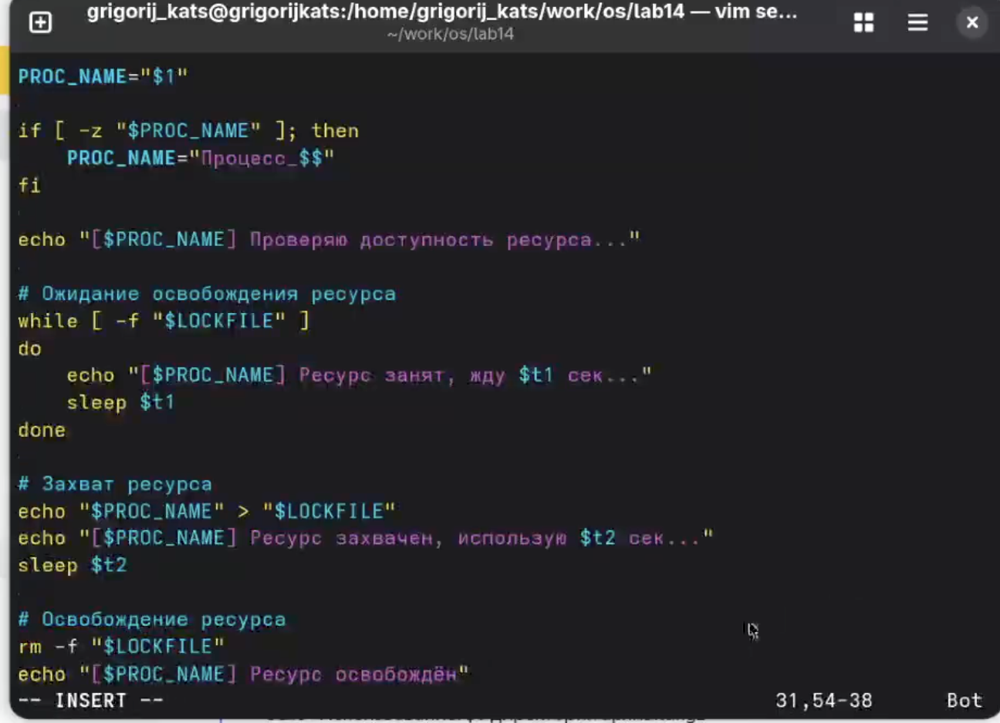 grigorij_kats@grigorijkats:/home/grigorij_kats/work/os/lab14 — vim se...
~/work/os/lab14
PROC_NAME="$1"
if [ -z "$PROC_NAME" ]; then
    PROC_NAME="Процесс_$$"
fi
echo "[$PROC_NAME] Проверяю доступность ресурса..."
# Ожидание освобождения ресурса
while [ -f "$LOCKFILE" ]
do
    echo "[$PROC_NAME] Ресурс занят, жду $t1 сек..."
    sleep $t1
done
# Захват ресурса
echo "$PROC_NAME" > "$LOCKFILE"
echo "[$PROC_NAME] Ресурс захвачен, использую $t2 сек..."
sleep $t2
# Освобождение ресурса
rm -f "$LOCKFILE"
echo "[$PROC_NAME] Ресурс освобождён"
-- INSERT -- 31,54-38 Bot